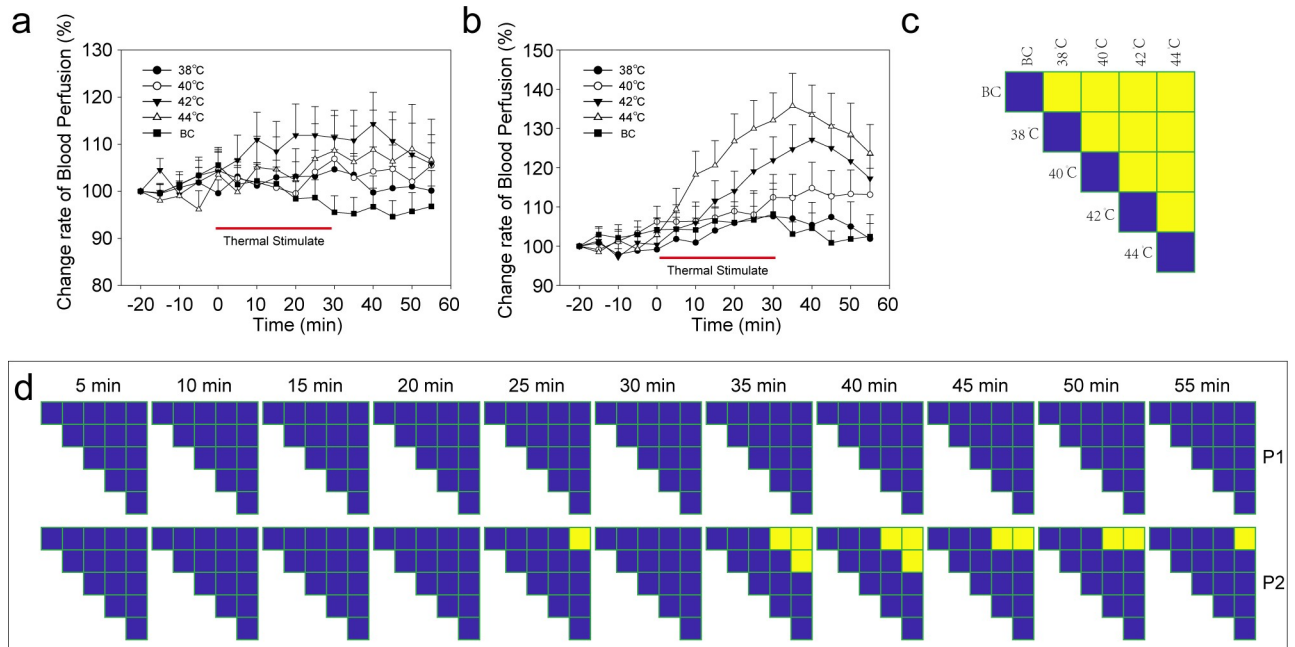 a
Change rate of Blood Perfusion (%)
130
120
110
100
90
80
38°C
40°C
42°C
44°C
BC
Thermal Stimulate
-20 -10 0 10 20 30 40 50 60
Time (min)
b
Change rate of Blood Perfusion (%)
150
140
130
120
110
100
90
38°C
40°C
42°C
44°C
BC
Thermal Stimulate
-20 -10 0 10 20 30 40 50 60
Time (min)
c
BC 38°C 40°C 42°C 44°C
BC
38°C
40°C
42°C
44°C
d
5 min 10 min 15 min 20 min 25 min 30 min 35 min 40 min 45 min 50 min 55 min
P1
P2